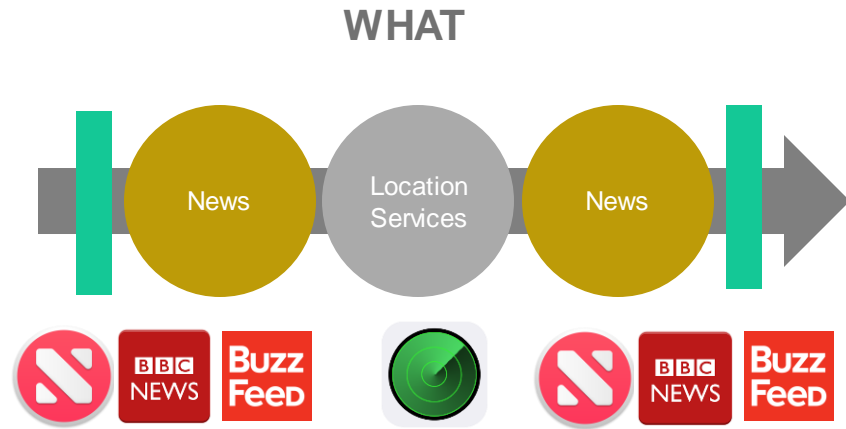 WHAT
News
Location
Services
News
BBC
NEWS
Buzz
FeeD
BBC
NEWS
Buzz
FeeD